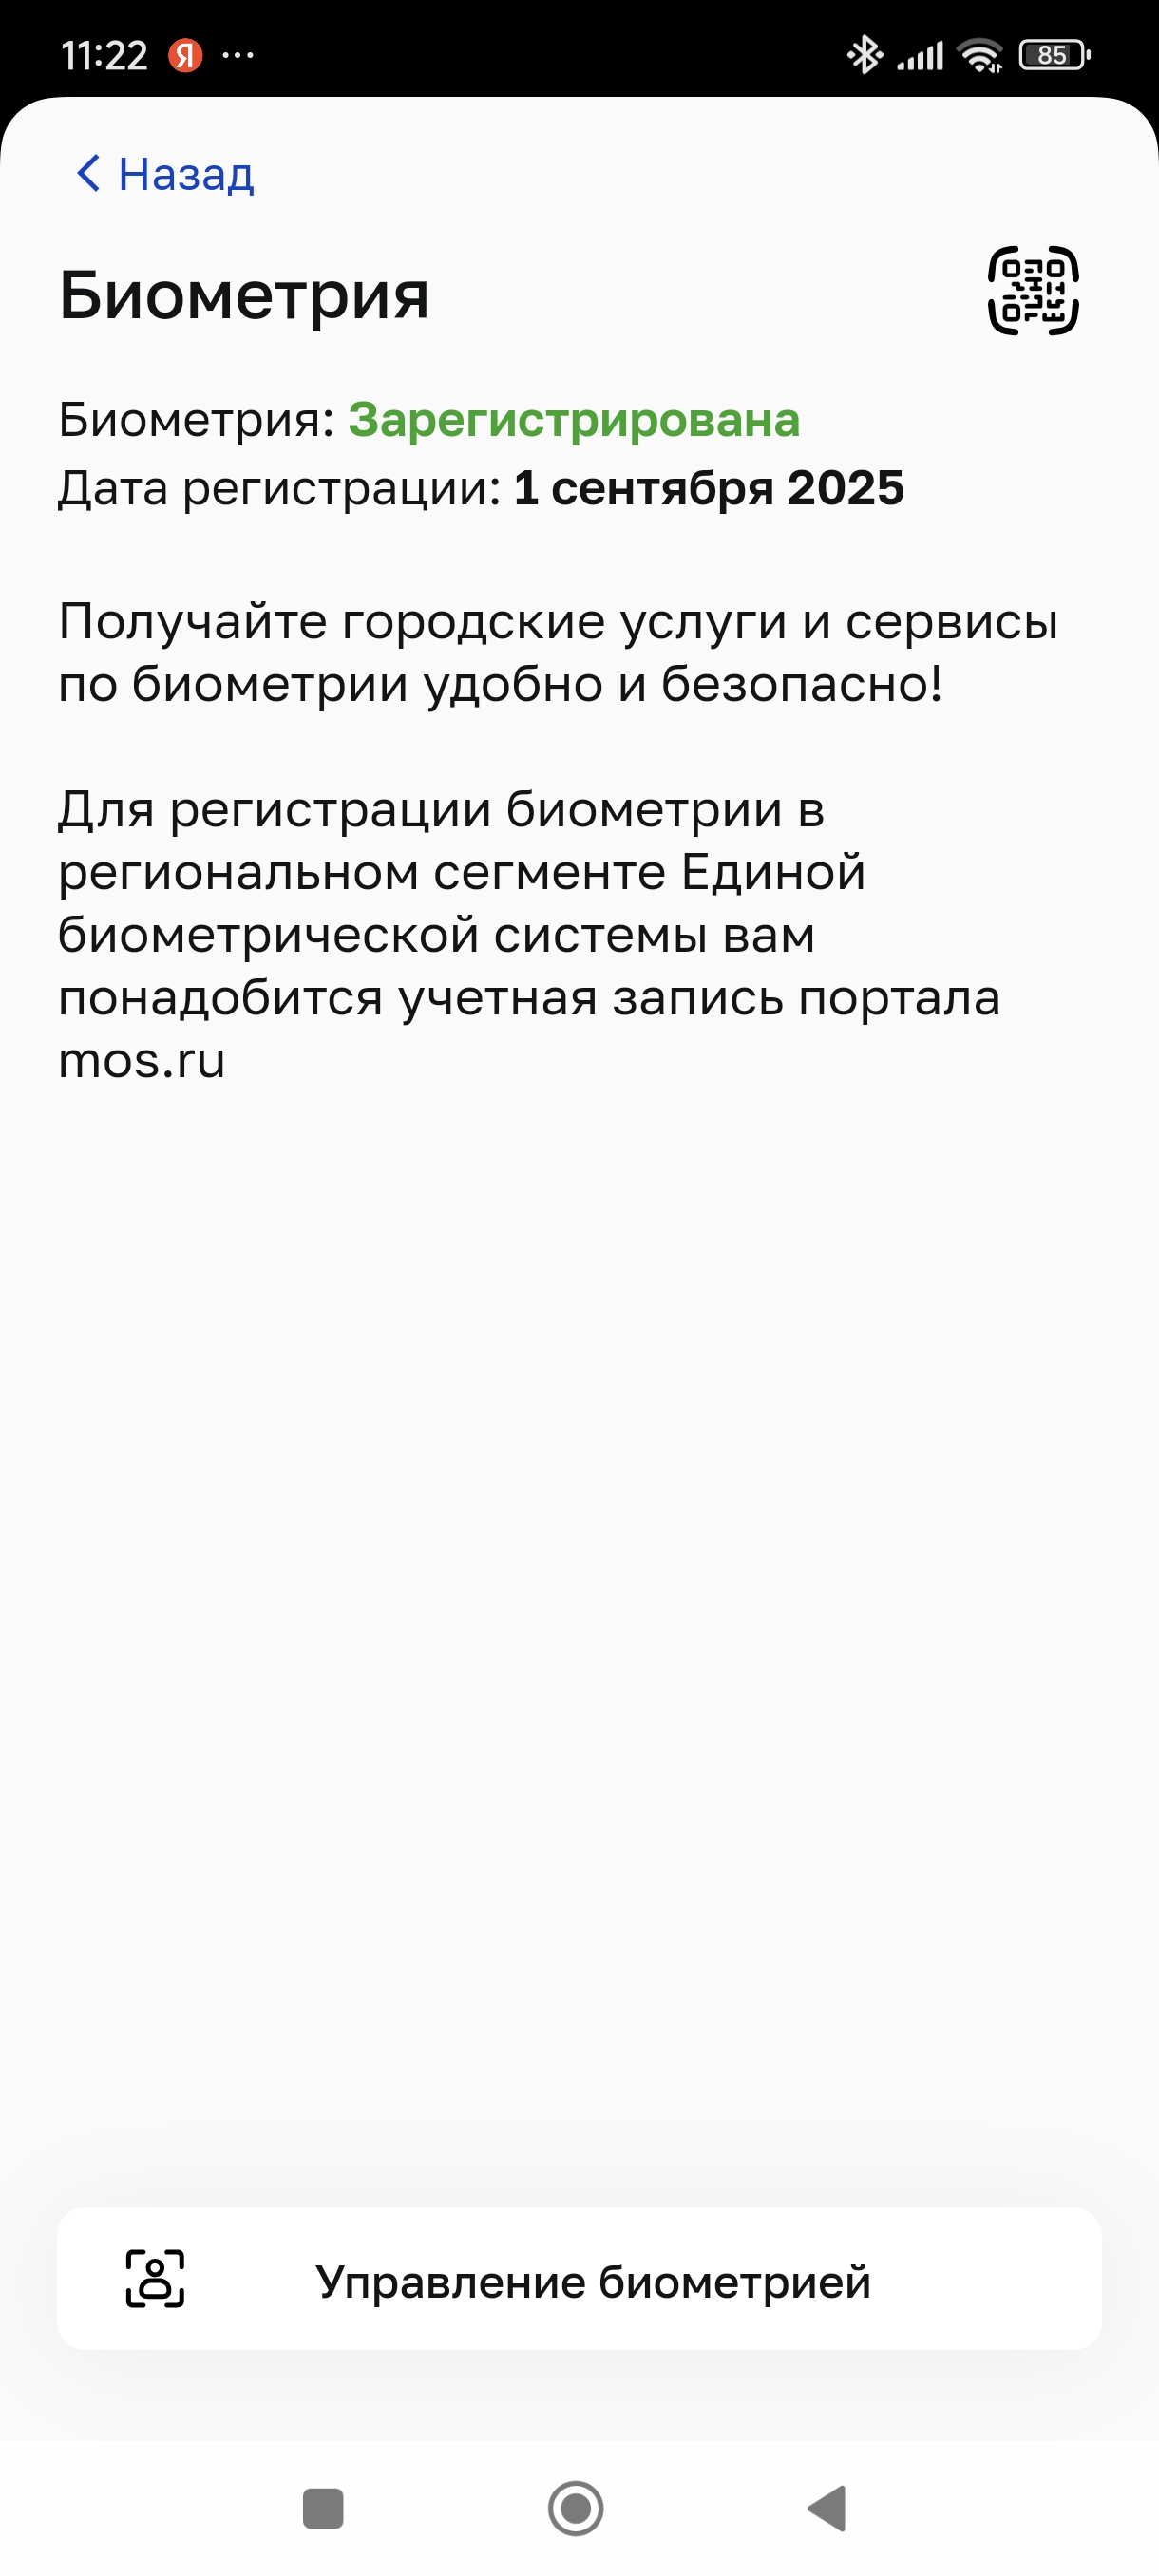 11:22 Я ...
85
Назад
Биометрия
Биометрия: Зарегистрирована
Дата регистрации: 1 сентября 2025
Получайте городские услуги и сервисы
по биометрии удобно и безопасно!
Для регистрации биометрии в
региональном сегменте Единой
биометрической системы вам
понадобится учетная запись портала
mos.ru
Управление биометрией